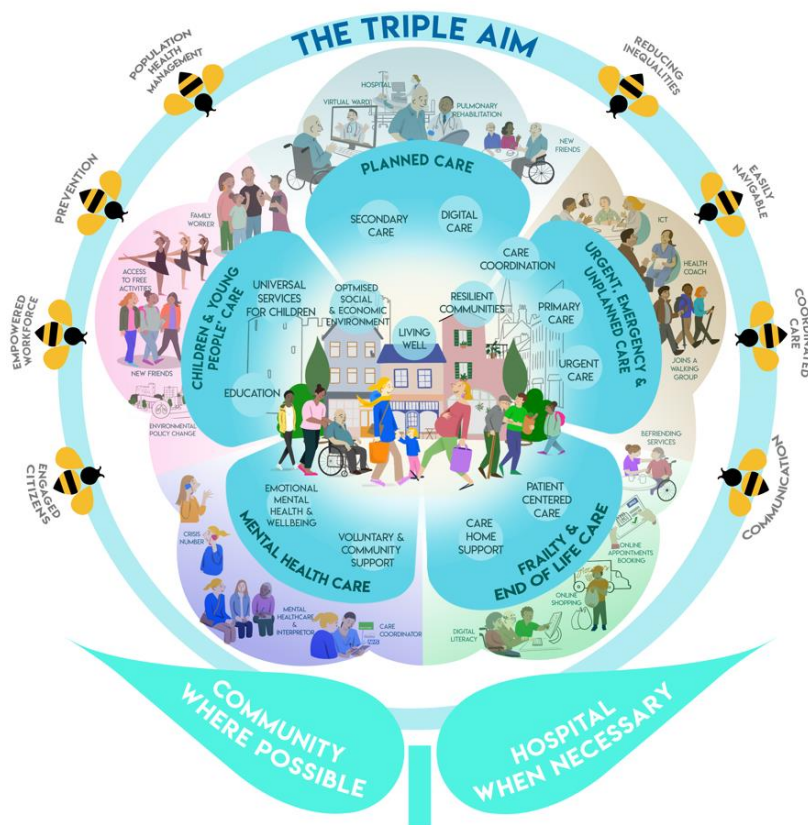 THE TRIPLE AIM
POPULATION
HEALTH
MANAGEMENT
PREVENTION
EMPOWERED
WORKFORCE
ENGAGED
CITIZENS
REDUCING
INEQUALITIES
EASILY
NAVIGABLE
COORDINATED
CARE
COMMUNICATION
HOSPITAL
VIRTUAL WARD
PULMONARY
REHABILITATION
NEW
FRIENDS
PLANNED CARE
SECONDARY
CARE
DIGITAL
CARE
FAMILY
WORKER
ACCESS
TO FREE
ACTIVITIES
NEW FRIENDS
ENVIRONMENTAL
POLICY CHANGE
CHILDREN & YOUNG
PEOPLE' CARE
UNIVERSAL
SERVICES
FOR CHILDREN
EDUCATION
OPTMISED
SOCIAL
& ECONOMIC
ENVIRONMENT
LIVING
WELL
RESILIENT
COMMUNITIES
CARE
COORDINATION
PRIMARY
CARE
URGENT
CARE
URGENT, EMERGENCY &
UNPLANNED CARE
ICT
HEALTH
COACH
JOINS A
WALKING
GROUP
EMOTIONAL
MENTAL
HEALTH &
WELLBEING
VOLUNTARY &
COMMUNITY
SUPPORT
MENTAL HEALTH CARE
CRISIS
NUMBER
MENTAL
HEALTHCARE
&
INTERPRETOR
CARE
COORDINATOR
PATIENT
CENTERED
CARE
CARE
HOME
SUPPORT
FRAILTY &
END OF LIFE CARE
BEFRIENDING
SERVICES
ONLINE
APPOINTMENTS
BOOKING
ONLINE
SHOPPING
DIGITAL
LITERACY
COMMUNITY
WHERE POSSIBLE
HOSPITAL
WHEN NECESSARY